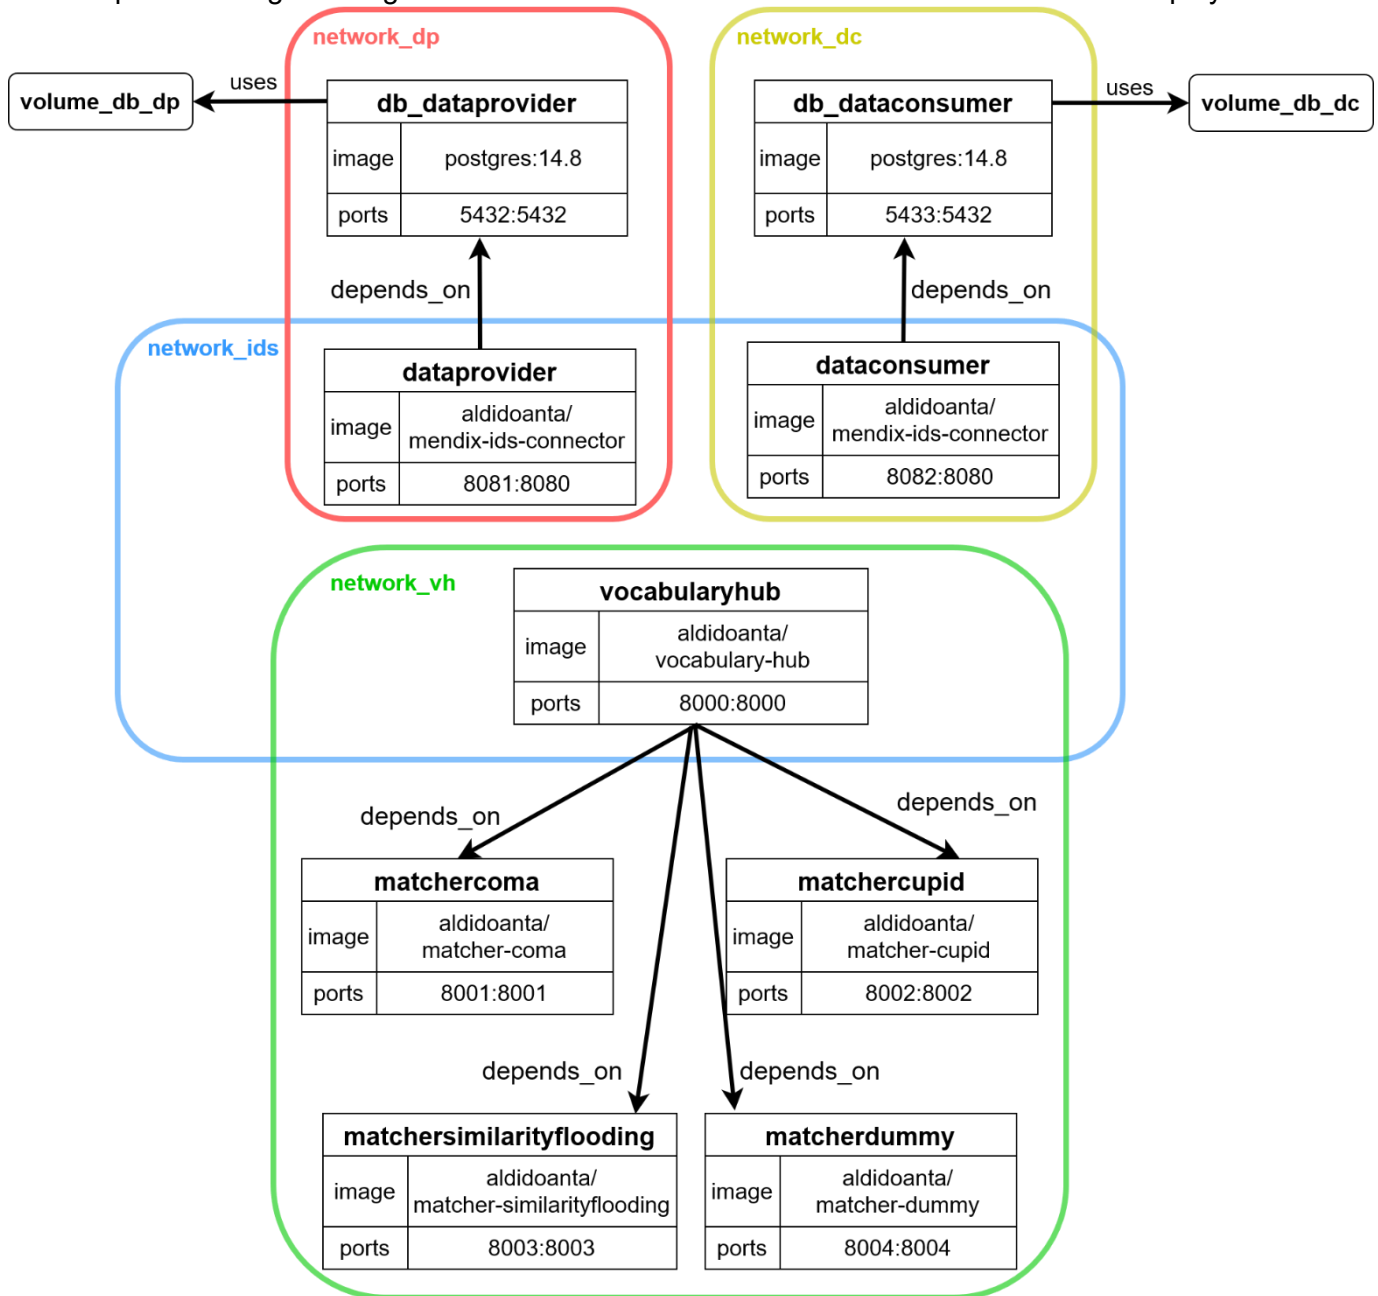 network_dp
network_dc
volume_db_dp
uses
db_dataprovider
image
postgres:14.8
ports
5432:5432
db_dataconsumer
image
postgres:14.8
ports
5433:5432
uses
volume_db_dc
depends_on
depends_on
network_ids
dataprovider
image
aldidoanta/
mendix-ids-connector
ports
8081:8080
dataconsumer
image
aldidoanta/
mendix-ids-connector
ports
8082:8080
network_vh
vocabularyhub
image
aldidoanta/
vocabulary-hub
ports
8000:8000
depends_on
depends_on
matchercoma
image
aldidoanta/
matcher-coma
ports
8001:8001
matchercupid
image
aldidoanta/
matcher-cupid
ports
8002:8002
depends_on
depends_on
matchersimilarityflooding
image
aldidoanta/
matcher-similarityflooding
ports
8003:8003
matcherdummy
image
aldidoanta/
matcher-dummy
ports
8004:8004